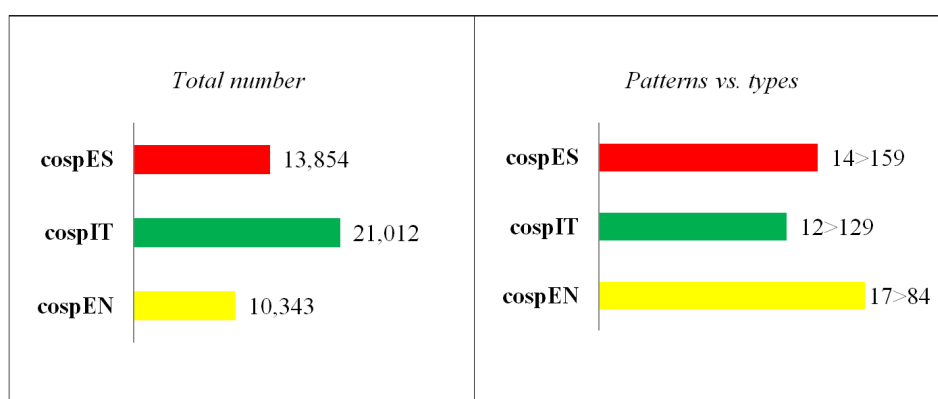 Total number
cospES 13,854
cospIT 21,012
cospEN 10,343
Patterns vs. types
cospES 14>159
cospIT 12>129
cospEN 17>84